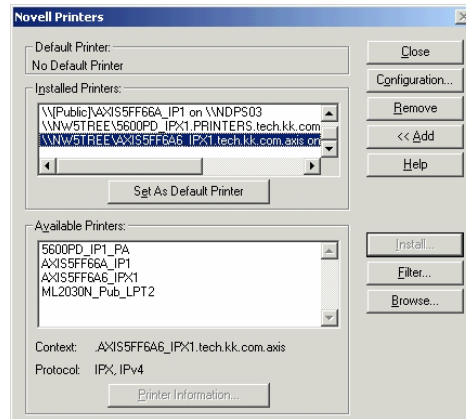 Novell Printers
Default Printer:
No Default Printer
Installed Printers:
\\[Public]\AXIS5FF66A_IP1 on \\NDPS03
\\NW5TREE\5600PD_IPX1.PRINTERS.tech.kk.com
\\NW5TREE\AXIS5FF6A6_IPX1.tech.kk.com.axis on
Set As Default Printer
Available Printers:
5600PD_IP1_PA
AXIS5FF66A_IP1
AXIS5FF6A6_IPX1
ML2030N_Pub_LPT2
Context: .AXIS5FF6A6_IPX1.tech.kk.com.axis
Protocol: IPX, IPv4
Printer Information...
Close
Configuration...
Remove
<< Add
Help
Install...
Filter...
Browse...